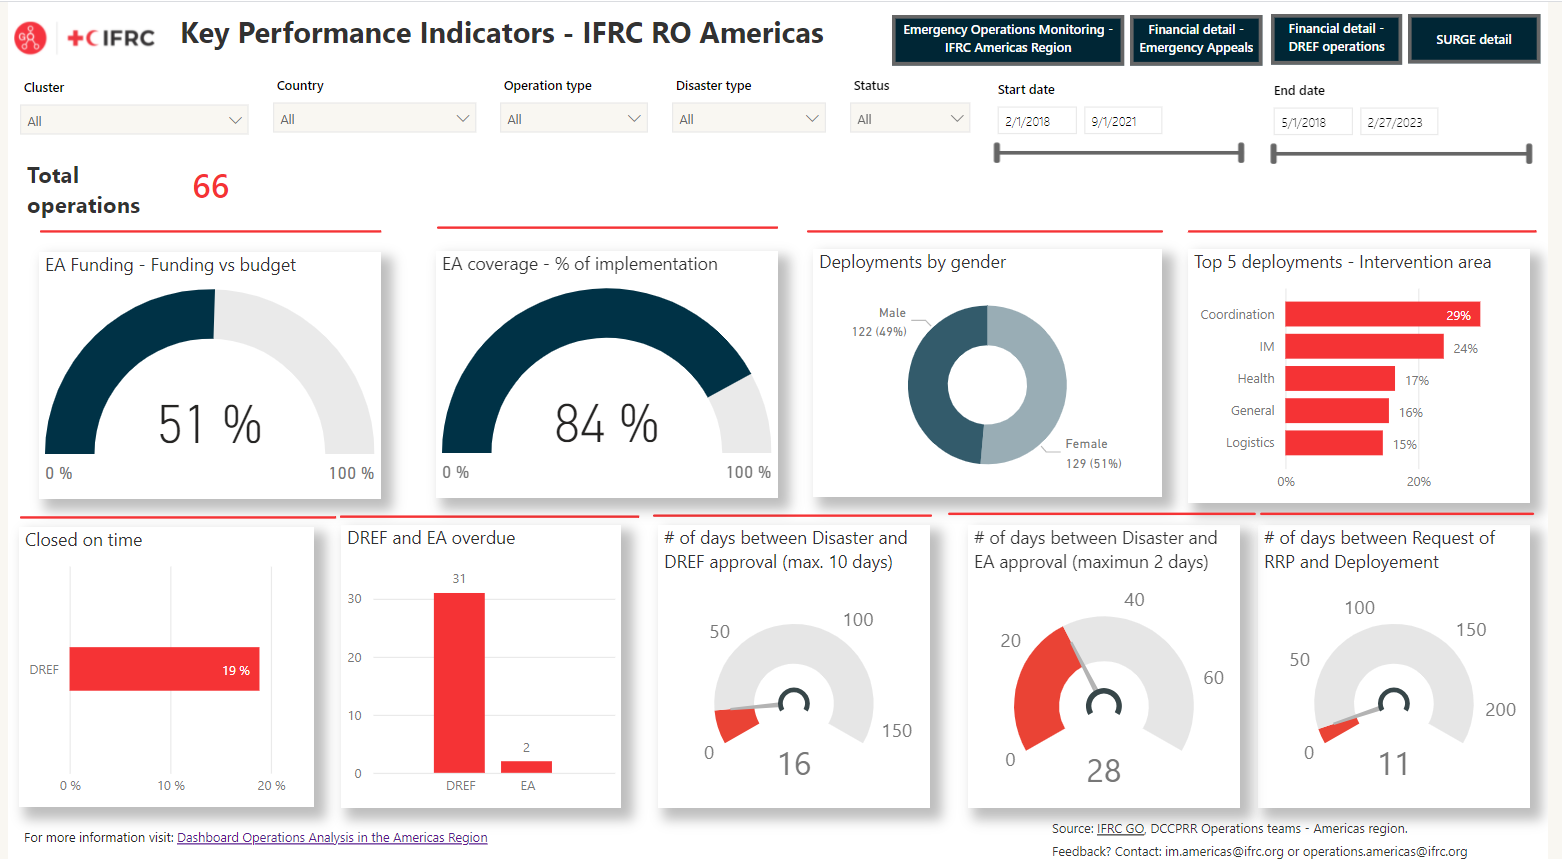 IFRC
Key Performance Indicators - IFRC RO Americas
Emergency Operations Monitoring -
IFRC Americas Region
Financial detail -
Emergency Appeals
Financial detail -
DREF operations
SURGE detail
Cluster
All
Country
All
Operation type
All
Disaster type
All
Status
All
Start date
2/1/2018
9/1/2021
End date
5/1/2018
2/27/2023
Total
operations
66
EA Funding - Funding vs budget
51 %
0 %
100 %
EA coverage - % of implementation
84 %
0 %
100 %
Deployments by gender
Male
122 (49%)
Female
129 (51%)
Top 5 deployments - Intervention area
Coordination
29%
IM
24%
Health
17%
General
16%
Logistics
15%
0%
20%
Closed on time
DREF
19 %
0 %
10 %
20 %
DREF and EA overdue
31
30
20
10
2
0
DREF
EA
# of days between Disaster and
DREF approval (max. 10 days)
50
100
0
150
16
# of days between Disaster and
EA approval (maximun 2 days)
40
20
60
0
28
# of days between Request of
RRP and Deployement
100
150
50
200
0
11
For more information visit: Dashboard Operations Analysis in the Americas Region
Source: IFRC GO, DCCPRR Operations teams - Americas region.
Feedback? Contact: im.americas@ifrc.org or operations.americas@ifrc.org